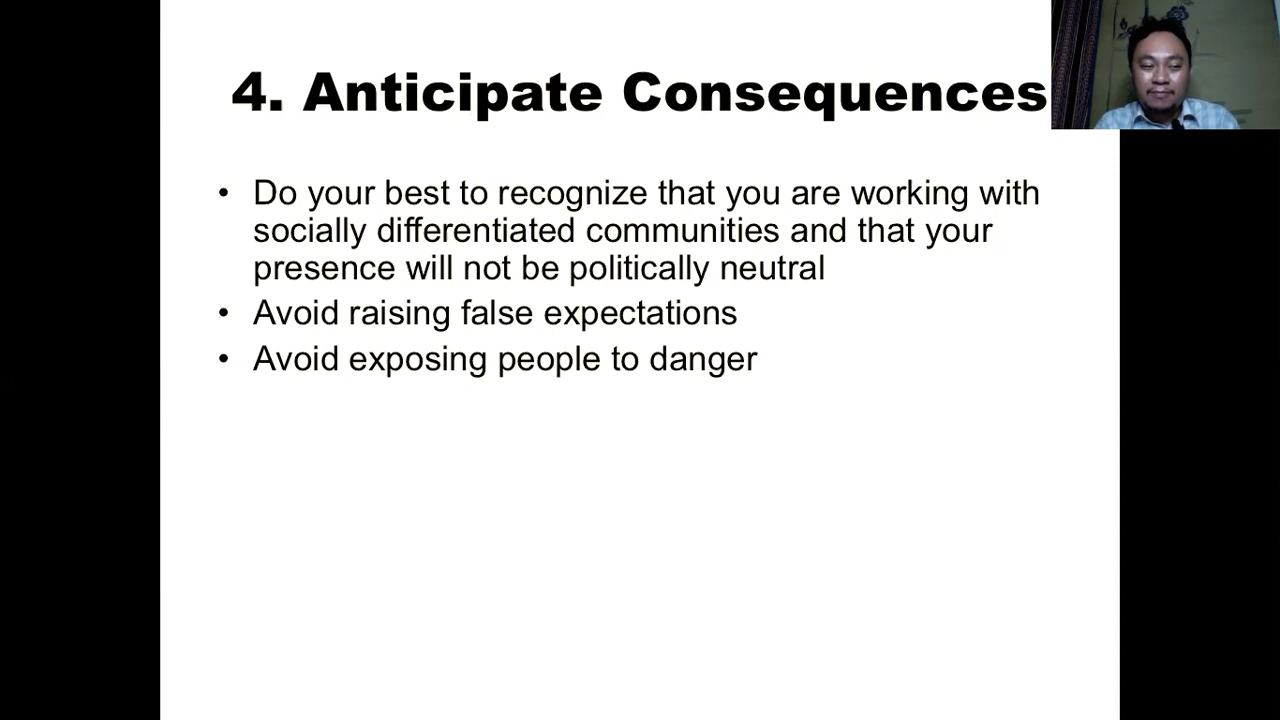 4. Anticipate Consequences
• Do your best to recognize that you are working with
socially differentiated communities and that your
presence will not be politically neutral
• Avoid raising false expectations
• Avoid exposing people to danger